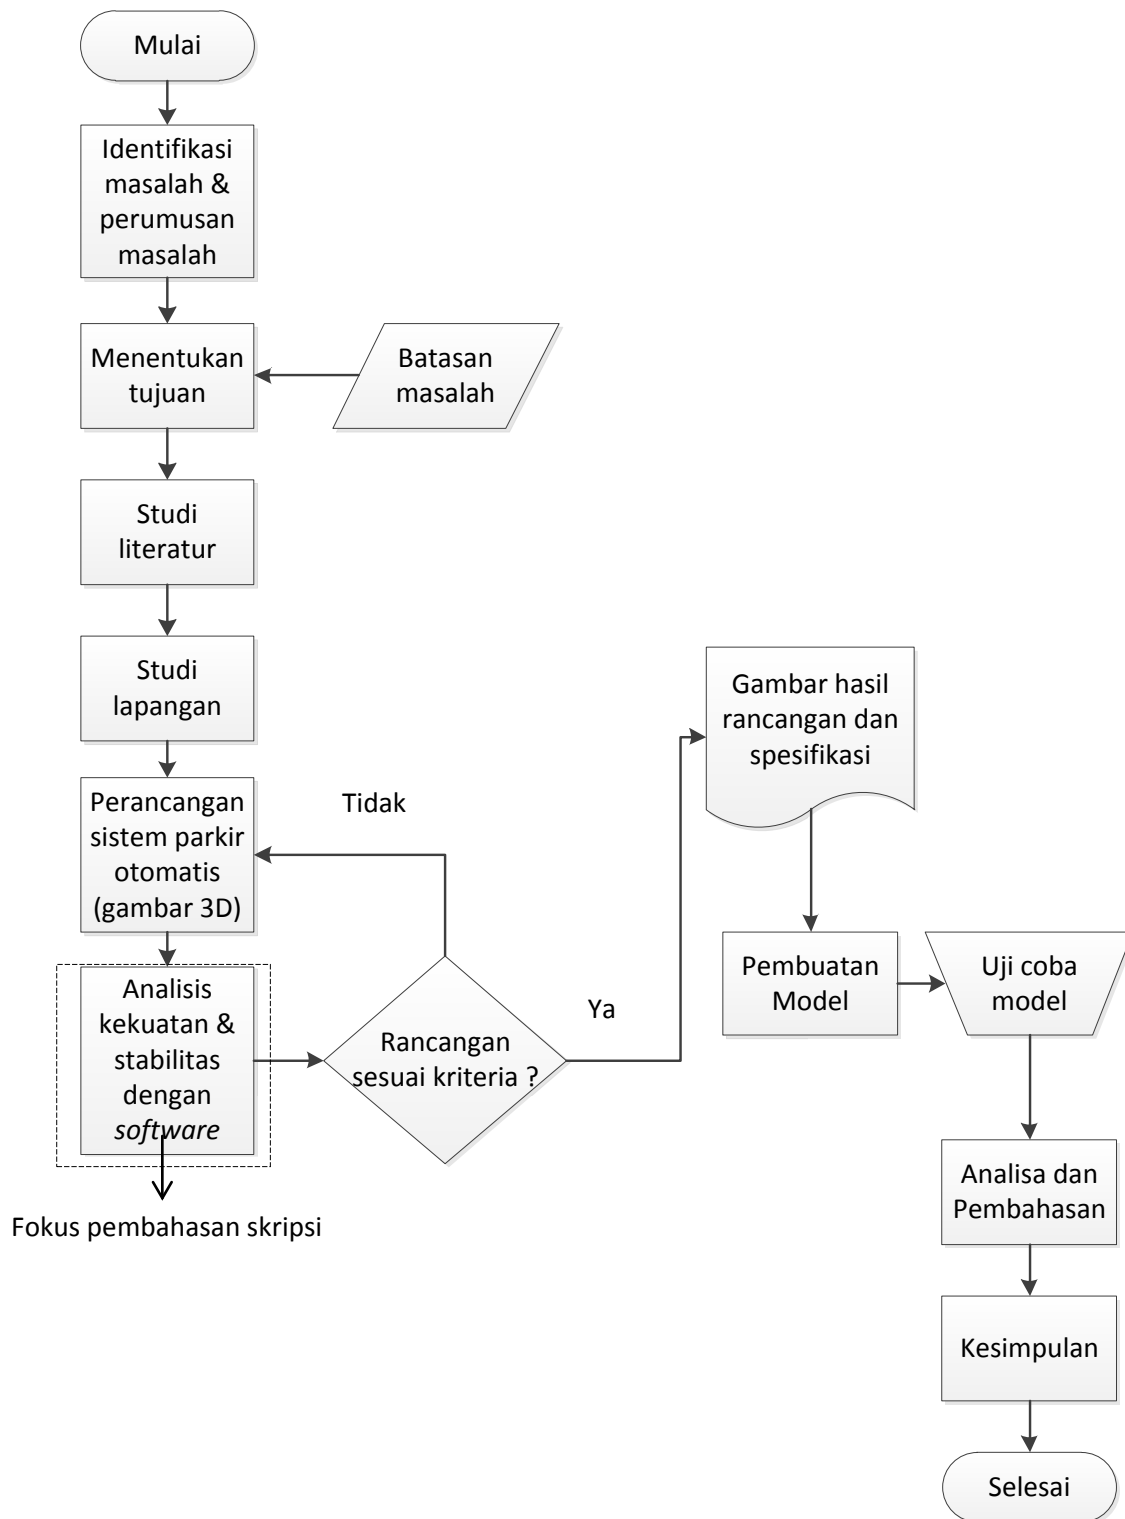 Mulai
Identifikasi
masalah &
perumusan
masalah
Menentukan
tujuan
Batasan
masalah
Studi
literatur
Studi
lapangan
Perancangan
sistem parkir
otomatis
(gambar 3D)
Tidak
Analisis
kekuatan &
stabilitas
dengan
software
Fokus pembahasan skripsi
Rancangan
sesuai kriteria ?
Ya
Gambar hasil
rancangan dan
spesifikasi
Pembuatan
Model
Uji coba
model
Analisa dan
Pembahasan
Kesimpulan
Selesai